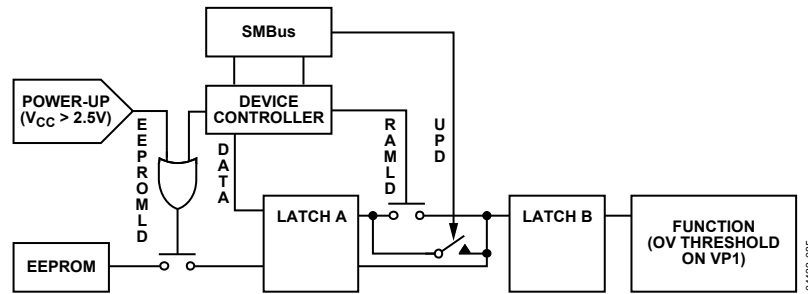 SMBus
POWER-UP
(VCC > 2.5V)
DEVICE
CONTROLLER
EEPROMLD
DATA
RAMLD
UPD
LATCH A
LATCH B
FUNCTION
(OV THRESHOLD
ON VP1)
EEPROM